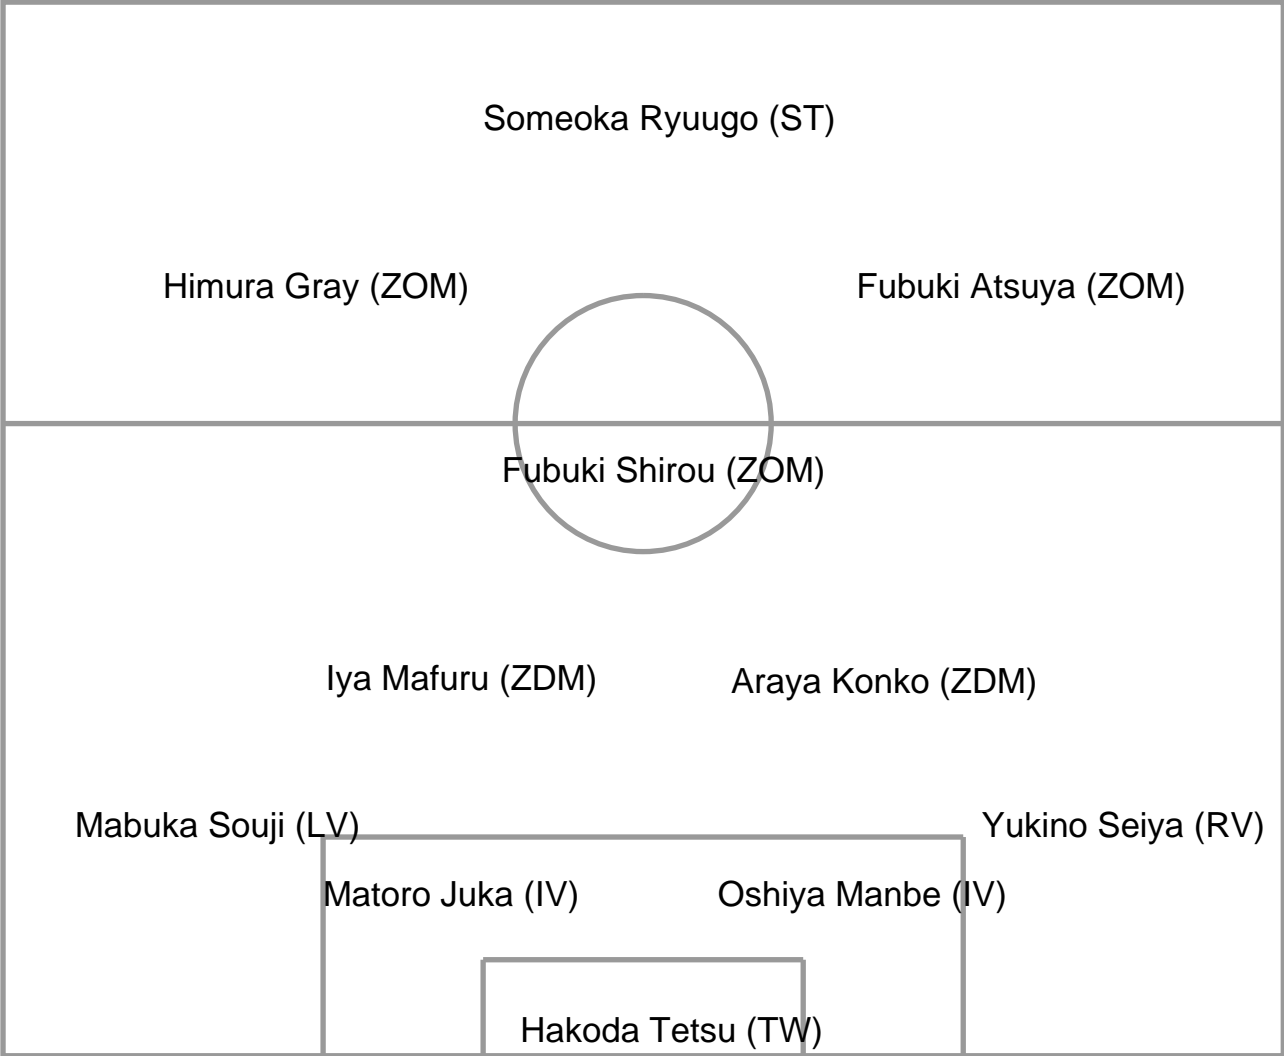 Someoka Ryuugo (ST)
Himura Gray (ZOM)
Fubuki Atsuya (ZOM)
Fubuki Shirou (ZOM)
Iya Mafuru (ZDM)
Araya Konko (ZDM)
Mabuka Souji (LV)
Yukino Seiya (RV)
Matoro Juka (IV)
Oshiya Manbe (IV)
Hakoda Tetsu (TW)